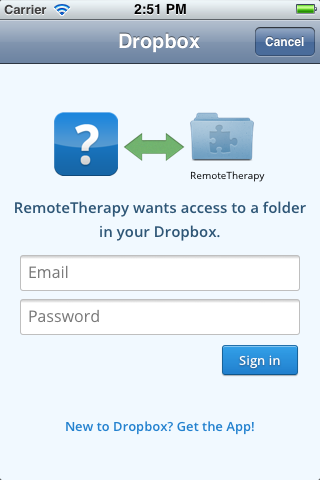 Carrier 2:51 PM
Dropbox Cancel
?
RemoteTherapy
RemoteTherapy wants access to a folder
in your Dropbox.
Email
Password
Sign in
New to Dropbox? Get the App!